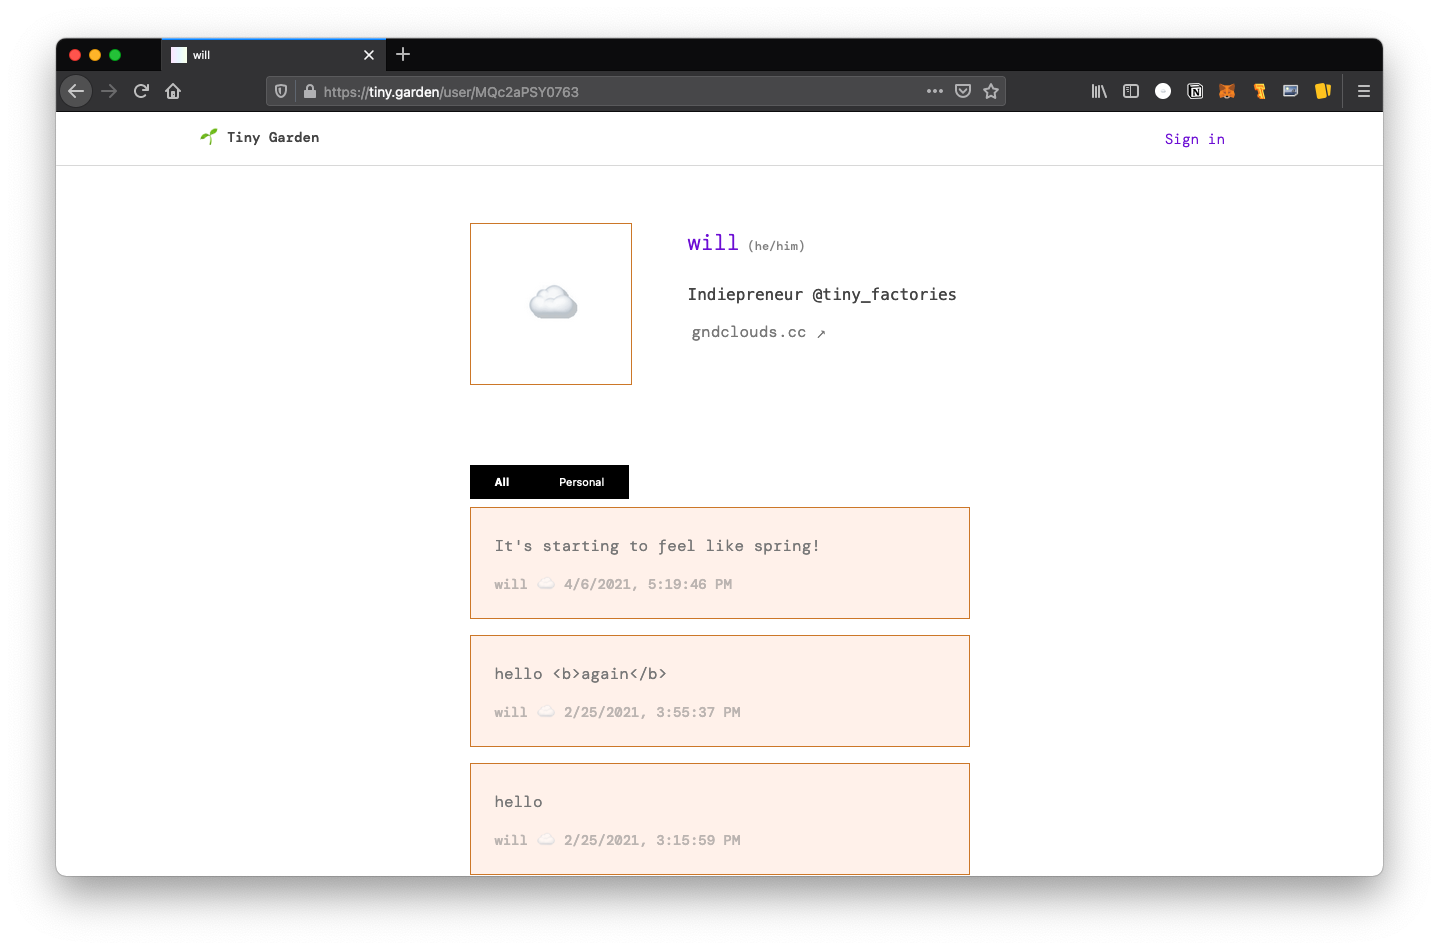 will
https://tiny.garden/user/MQc2aPSY0763
Tiny Garden
Sign in
will (he/him)
Indiepreneur @tiny_factories
gndclouds.cc ↗
All Personal
It's starting to feel like spring!
will ☁️ 4/6/2021, 5:19:46 PM
hello <b>again</b>
will ☁️ 2/25/2021, 3:55:37 PM
hello
will ☁️ 2/25/2021, 3:15:59 PM